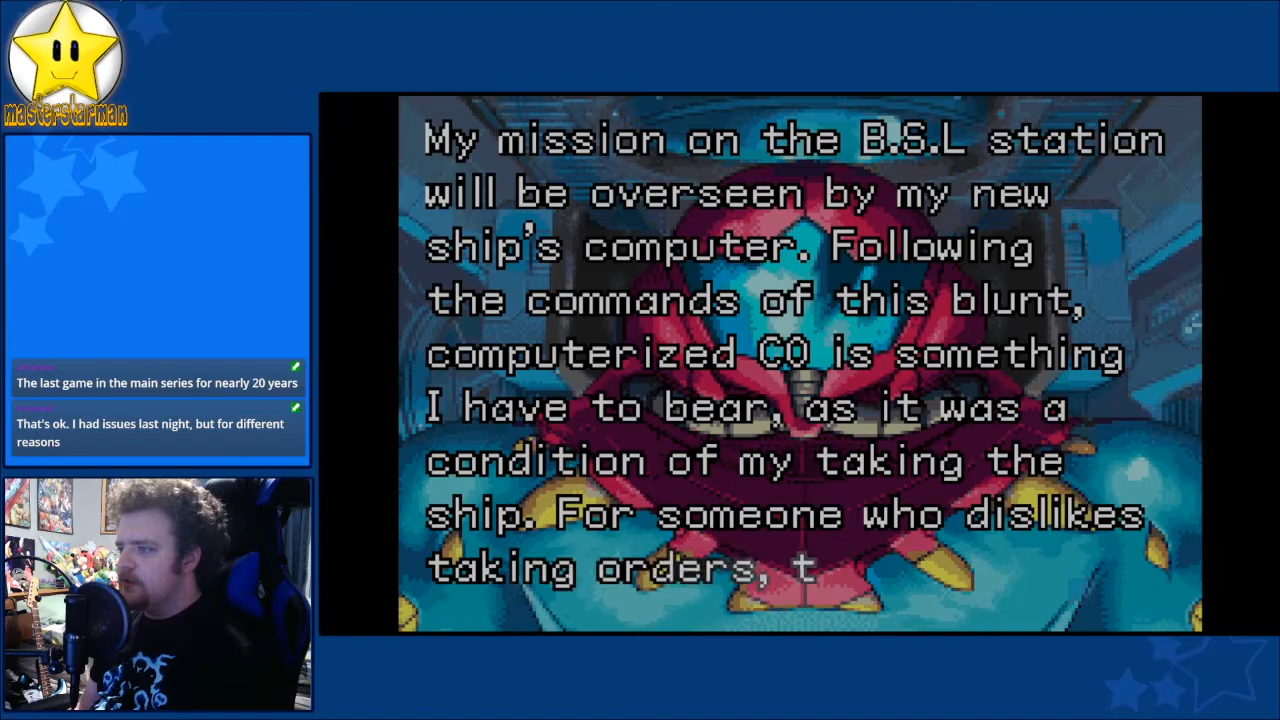 masterstarman
The last game in the main series for nearly 20 years
That's ok. I had issues last night, but for different
reasons
My mission on the B.S.L station
will be overseen by my new
ship's computer. Following
the commands of this blunt,
computerized CO is something
I have to bear, as it was a
condition of my taking the
ship. For someone who dislikes
taking orders, t